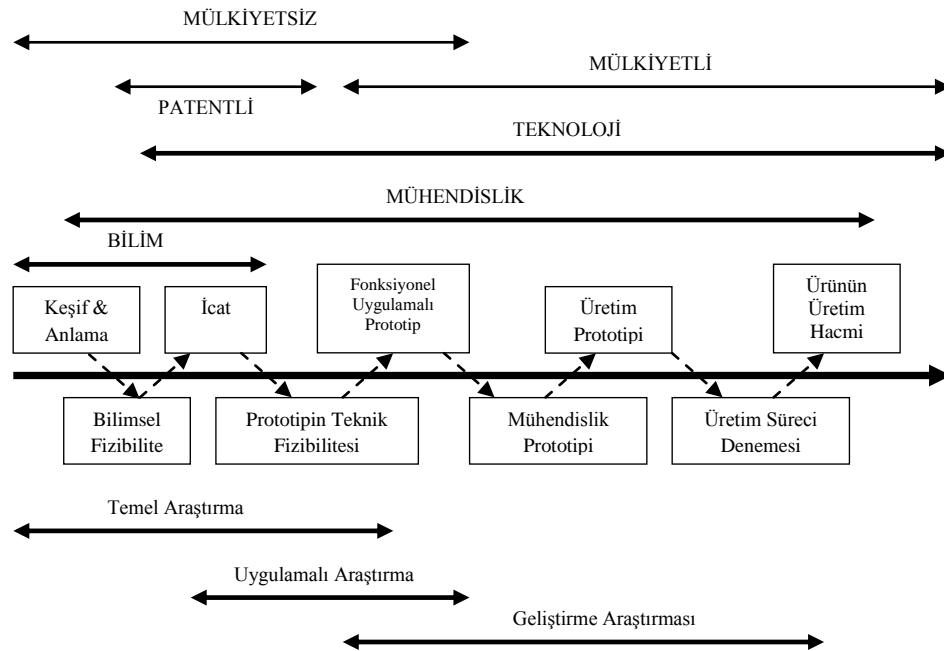 MÜLKİYETSİZ
MÜLKİYETLİ
PATENTLİ
TEKNOLOJİ
MÜHENDİSLİK
BİLİM
Keşif &
Anlama
İcat
Fonksiyonel
Uygulamalı
Prototip
Üretim
Prototipi
Ürünün
Üretim
Hacmi
Bilimsel
Fizibilite
Prototipin Teknik
Fizibilitesi
Mühendislik
Prototipi
Üretim Süreci
Denemesi
Temel Araştırma
Uygulamalı Araştırma
Geliştirme Araştırması